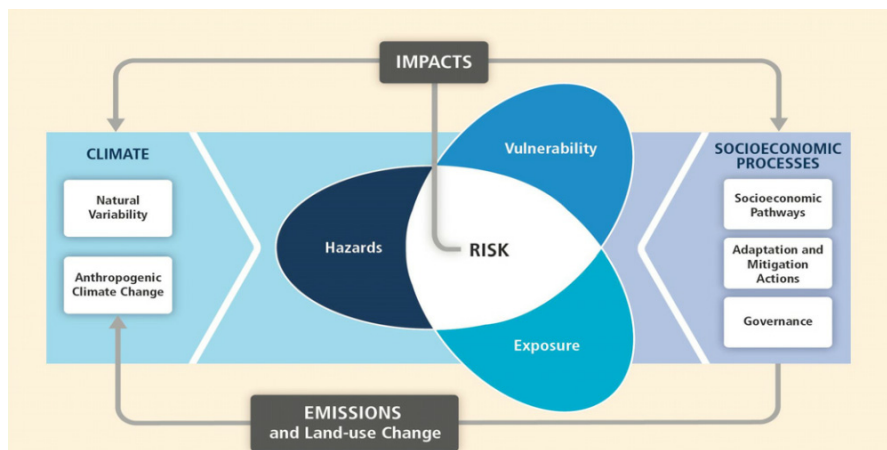 IMPACTS
CLIMATE
Natural
Variability
Anthropogenic
Climate Change
Vulnerability
Hazards
RISK
Exposure
SOCIOECONOMIC
PROCESSES
Socioeconomic
Pathways
Adaptation and
Mitigation
Actions
Governance
EMISSIONS
and Land-use Change